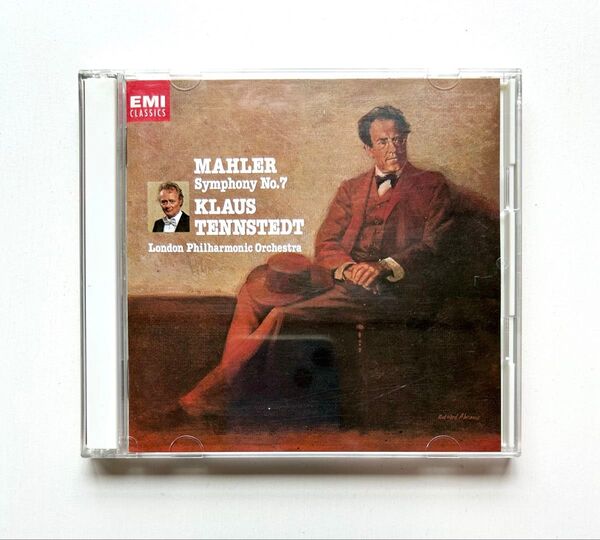 EMI
CLASSICS
MAHLER
Symphony No.7
KLAUS
TENNSTEDT
London Philharmonic Orchestra